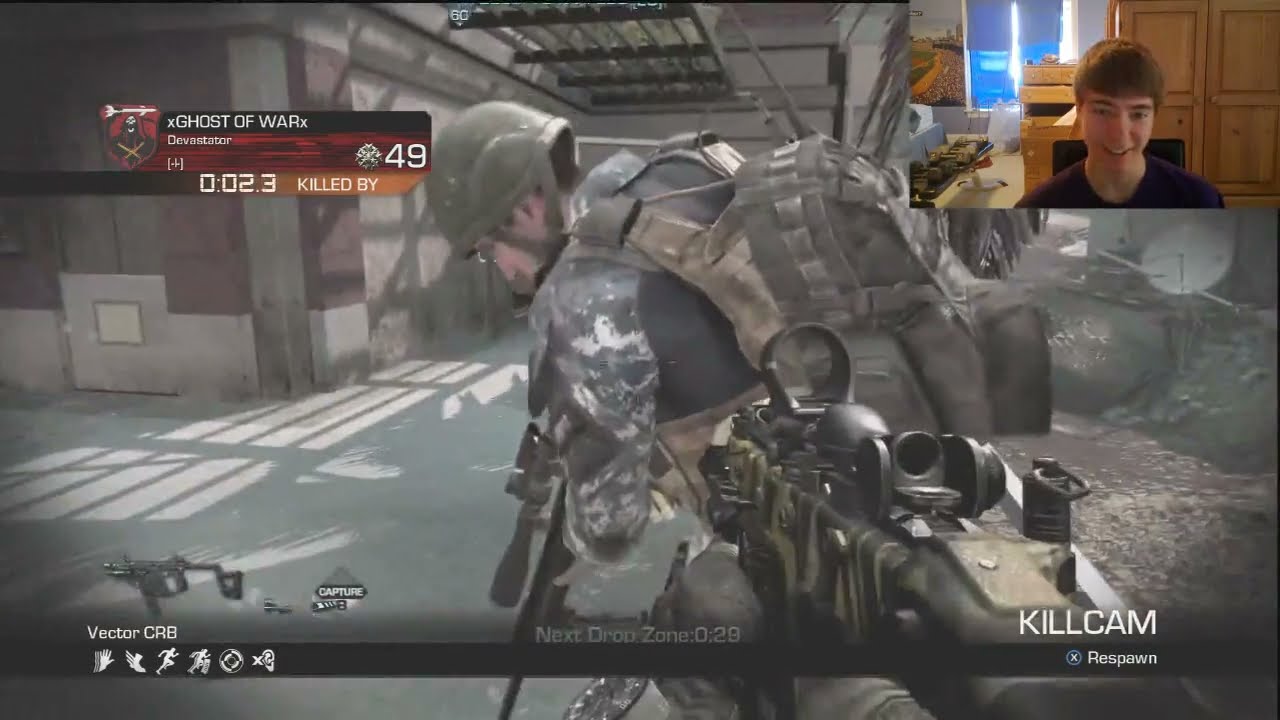 60
xGHOST OF WARx
Devastator
[-!-]
49
0:02.3 KILLED BY
CAPTURE
Next Drop Zone:0:29
Vector CRB
KILLCAM
Respawn